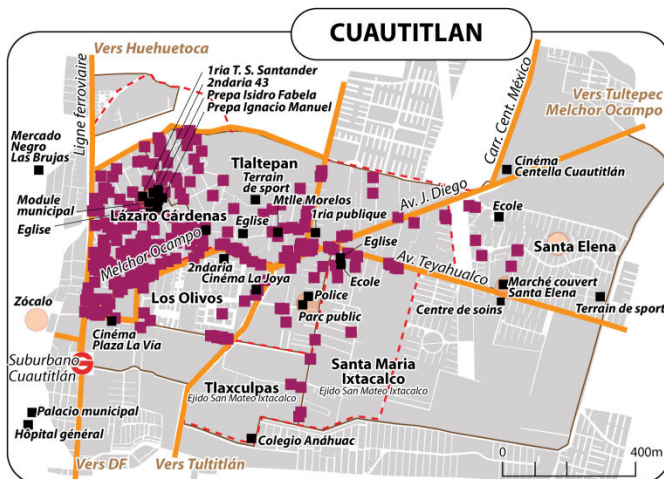 CUAUTITLAN
Vers Huehuetoca
1ria T. S. Santander
2ndaria 43
Prepa Isidro Fabela
Prepa Ignacio Manuel
Ligne ferroviaire
Carr. Cent. México
Vers Tultepec
Melchor Ocampo
Mercado
Negro
Las Brujas
Tlaltepan
Terrain
de sport
Cinéma
Centella Cuautitlán
Module
municipal
Eglise
Lázaro Cárdenas
Mtlle Morelos
1ria publique
Av. J. Diego
Ecole
Eglise
Melchor Ocampo
Eglise
Ecole
Av. Teyahualco
Santa Elena
2ndaria
Cinéma La Joya
Los Olivos
Police
Parc public
Marché couvert
Santa Elena
Centre de soins
Terrain de sport
Zócalo
Cinéma
Plaza La Vía
Suburbano
Cuautitlán
Santa Maria
Ixtacalco
Ejido San Mateo Ixtacalco
Tlaxculpas
Ejido San Mateo Ixtacalco
Palacio municipal
Hôpital général
Colegio Anáhuac
Vers DF
Vers Tultitlán
0
400m